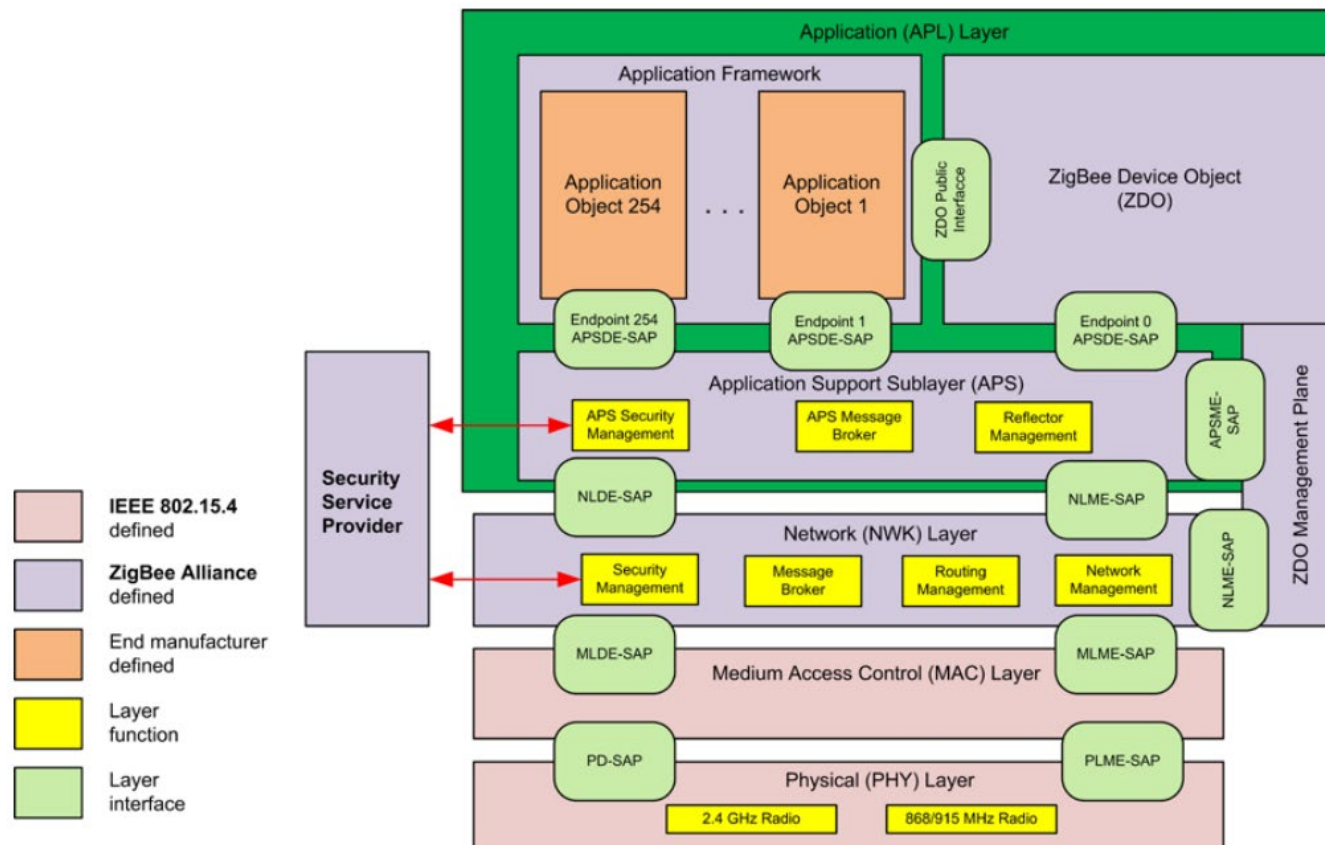 Application (APL) Layer
Application Framework
Application
Object 254
. . .
Application
Object 1
ZDO Public
Interfacce
ZigBee Device Object
(ZDO)
Endpoint 254
APSDE-SAP
Endpoint 1
APSDE-SAP
Endpoint 0
APSDE-SAP
Application Support Sublayer (APS)
APS Security
Management
APS Message
Broker
Reflector
Management
APSME-
SAP
ZDO Management Plane
Security
Service
Provider
NLDE-SAP
NLME-SAP
Network (NWK) Layer
Security
Management
Message
Broker
Routing
Management
Network
Management
NLME-SAP
MLDE-SAP
MLME-SAP
Medium Access Control (MAC) Layer
PD-SAP
PLME-SAP
Physical (PHY) Layer
2.4 GHz Radio
868/915 MHz Radio
IEEE 802.15.4
defined
ZigBee Alliance
defined
End manufacturer
defined
Layer
function
Layer
interface